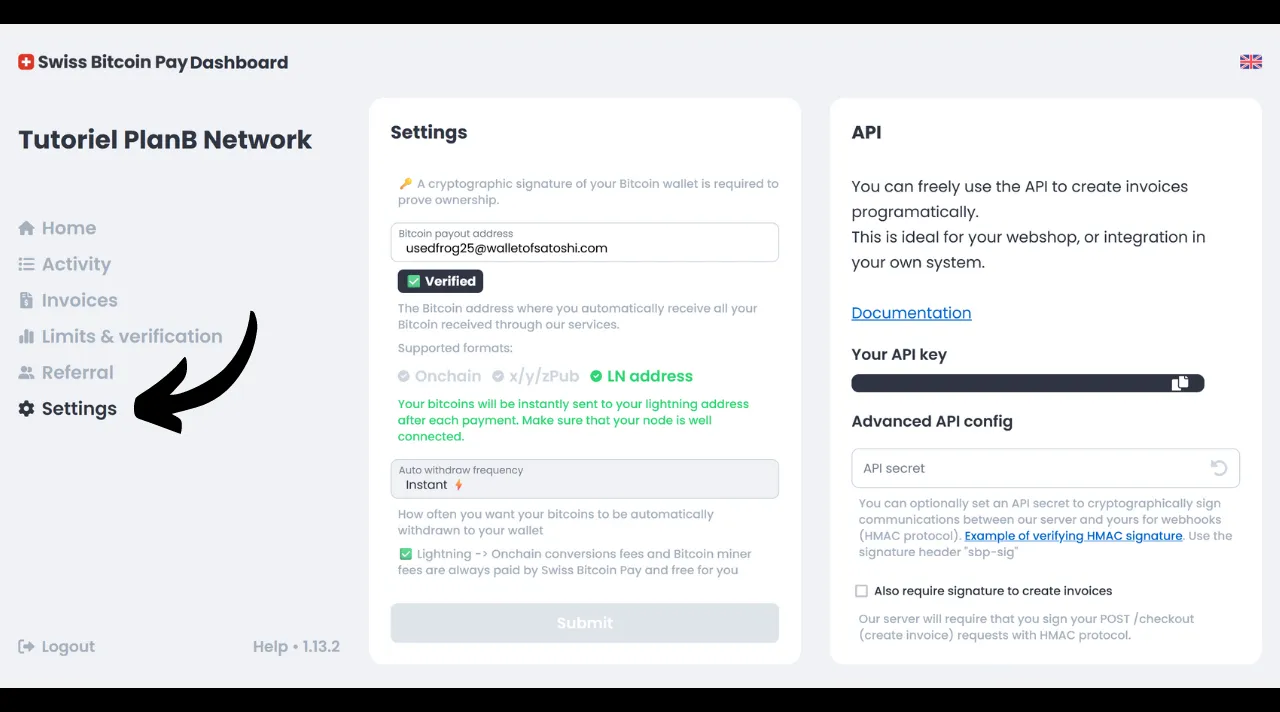 Swiss Bitcoin Pay Dashboard
Tutoriel PlanB Network
Home
Activity
Invoices
Limits & verification
Referral
Settings
Logout
Help • 1.13.2
Settings
🔑 A cryptographic signature of your Bitcoin wallet is required to
prove ownership.
Bitcoin payout address
usedfrog25@walletofsatoshi.com
✅ Verified
The Bitcoin address where you automatically receive all your
Bitcoin received through our services.
Supported formats:
Onchain x/y/zPub LN address
Your bitcoins will be instantly sent to your lightning address
after each payment. Make sure that your node is well
connected.
Auto withdraw frequency
Instant ⚡
How often you want your bitcoins to be automatically
withdrawn to your wallet
✅ Lightning -> Onchain conversions fees and Bitcoin miner
fees are always paid by Swiss Bitcoin Pay and free for you
Submit
API
You can freely use the API to create invoices
programatically.
This is ideal for your webshop, or integration in
your own system.
Documentation
Your API key
Advanced API config
API secret
You can optionally set an API secret to cryptographically sign
communications between our server and yours for webhooks
(HMAC protocol). Example of verifying HMAC signature. Use the
signature header "sbp-sig"
Also require signature to create invoices
Our server will require that you sign your POST /checkout
(create invoice) requests with HMAC protocol.